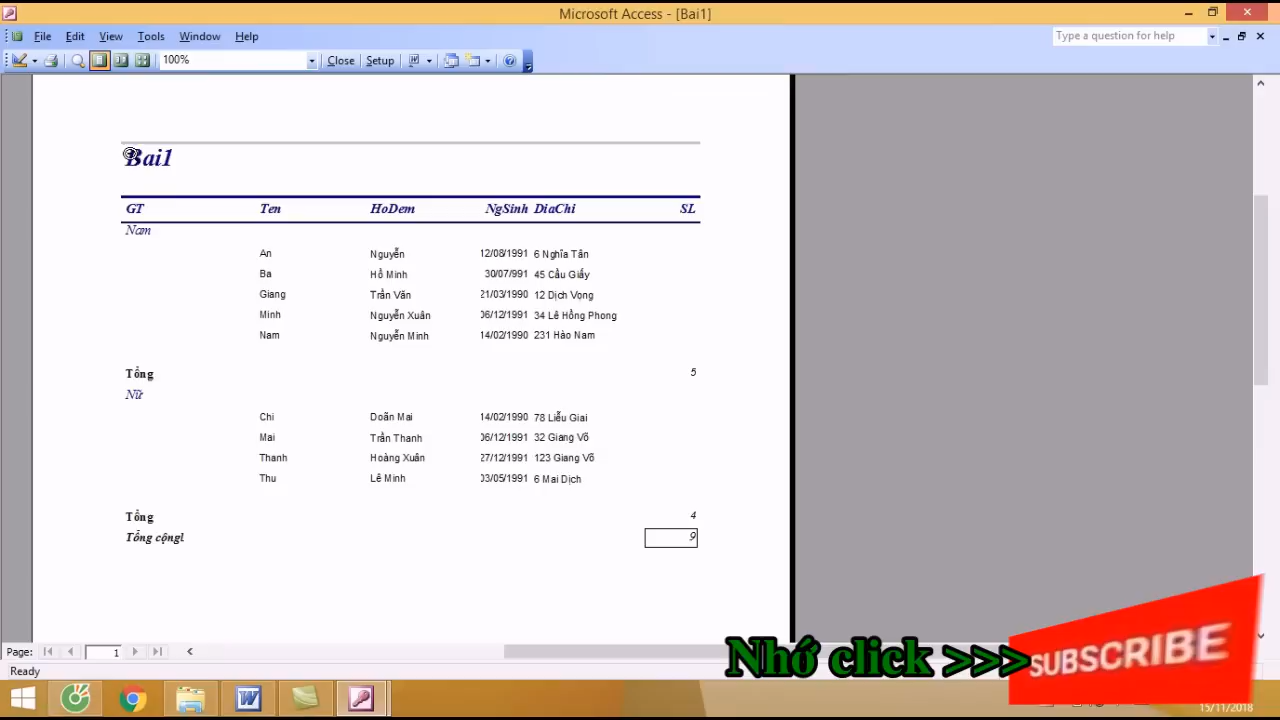 Microsoft Access - [Bai1]
File Edit View Tools Window Help
Type a question for help
100% Close Setup
Bai1
GT Ten HoDem NgSinh DiaChi SL
Nam
An Nguyễn 12/08/1991 6 Nghĩa Tân
Ba Hồ Minh 30/07/991 45 Cầu Giấy
Giang Trần Văn 21/03/1990 12 Dịch Vọng
Minh Nguyễn Xuân 06/12/1991 34 Lê Hồng Phong
Nam Nguyễn Minh 14/02/1990 231 Hào Nam
Tổng 5
Nữ
Chi Doãn Mai 14/02/1990 78 Liễu Giai
Mai Trần Thanh 06/12/1991 32 Giang Võ
Thanh Hoàng Xuân 27/12/1991 123 Giang Võ
Thu Lê Minh 03/05/1991 6 Mai Dịch
Tổng 4
Tổng cộngl 9
Page: 1
Nhớ click >>> SUBSCRIBE
Ready
15/11/2018